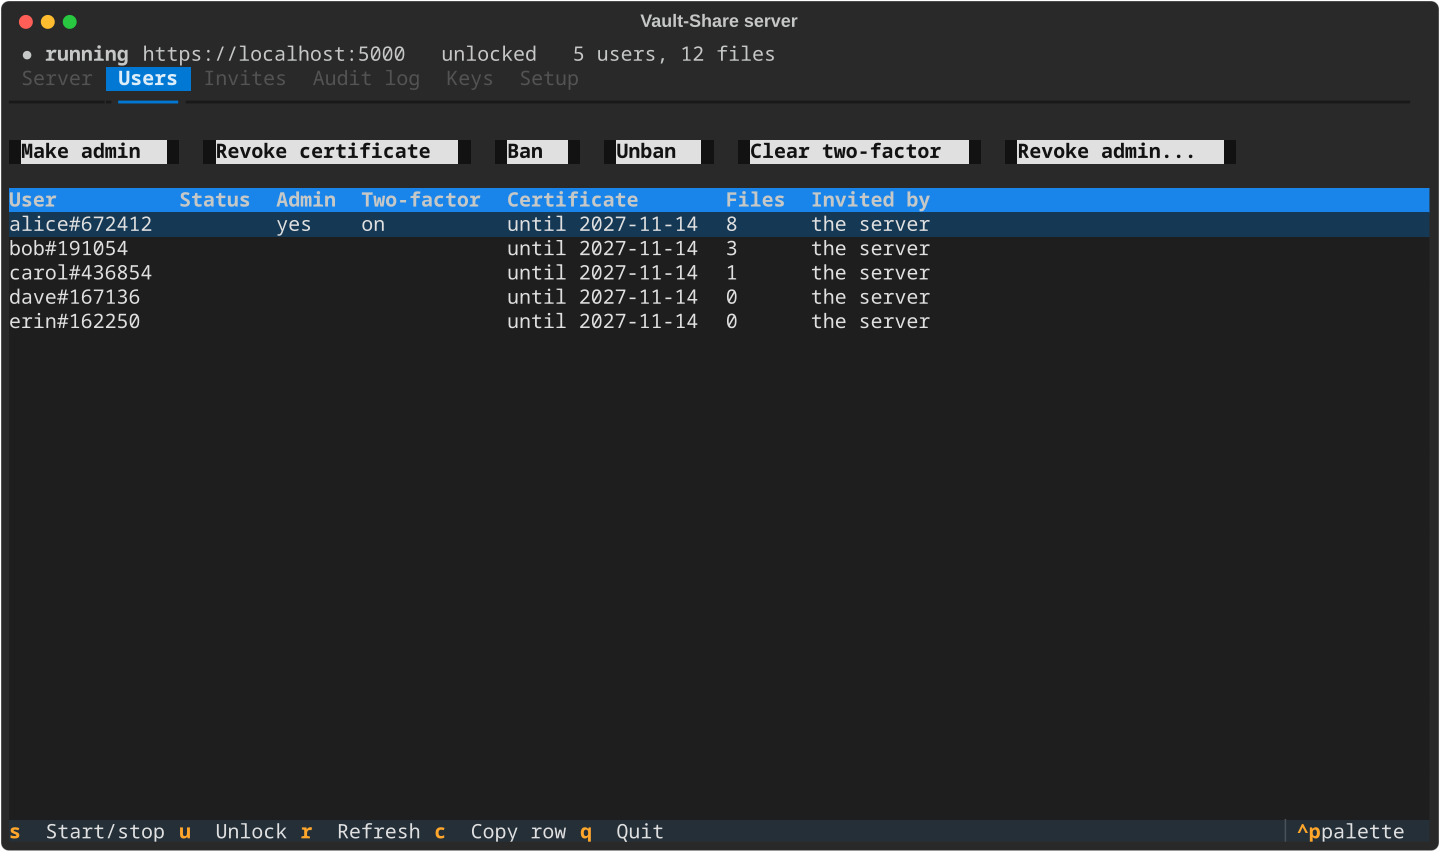 Vault-Share server
● running https://localhost:5000 unlocked 5 users, 12 files
Server Users Invites Audit log Keys Setup
Make admin Revoke certificate Ban Unban Clear two-factor Revoke admin...
User Status Admin Two-factor Certificate Files Invited by
alice#672412 yes on until 2027-11-14 8 the server
bob#191054 until 2027-11-14 3 the server
carol#436854 until 2027-11-14 1 the server
dave#167136 until 2027-11-14 0 the server
erin#162250 until 2027-11-14 0 the server
s Start/stop u Unlock r Refresh c Copy row q Quit ^ppalette